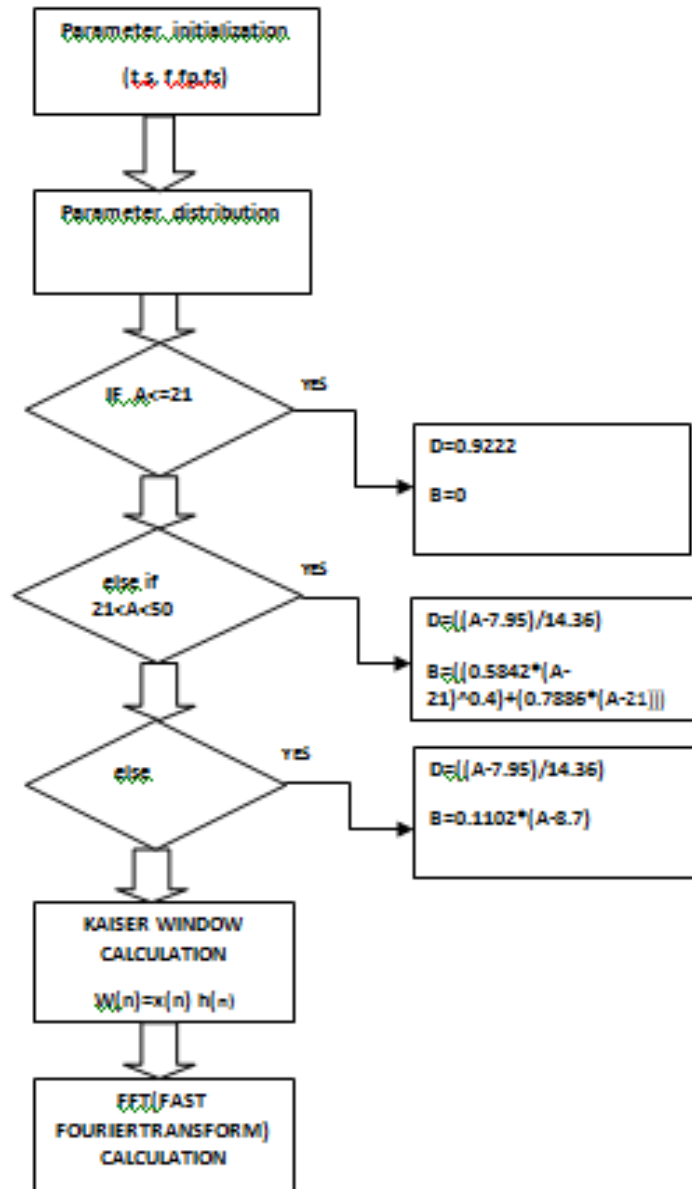 Parameter initialization
(t,s, f,fp,fs)
Parameter distribution
IF A<=21
YES
D=0.9222
B=0
else if
21<A<50
YES
D=((A-7.95)/14.36)
B=((0.5842*(A-
21)^0.4)+(0.7886*(A-21)))
else
YES
D=((A-7.95)/14.36)
B=0.1102*(A-8.7)
KAISER WINDOW
CALCULATION
W(n)=x(n) h(n)
FFT(FAST
FOURIERTRANSFORM)
CALCULATION